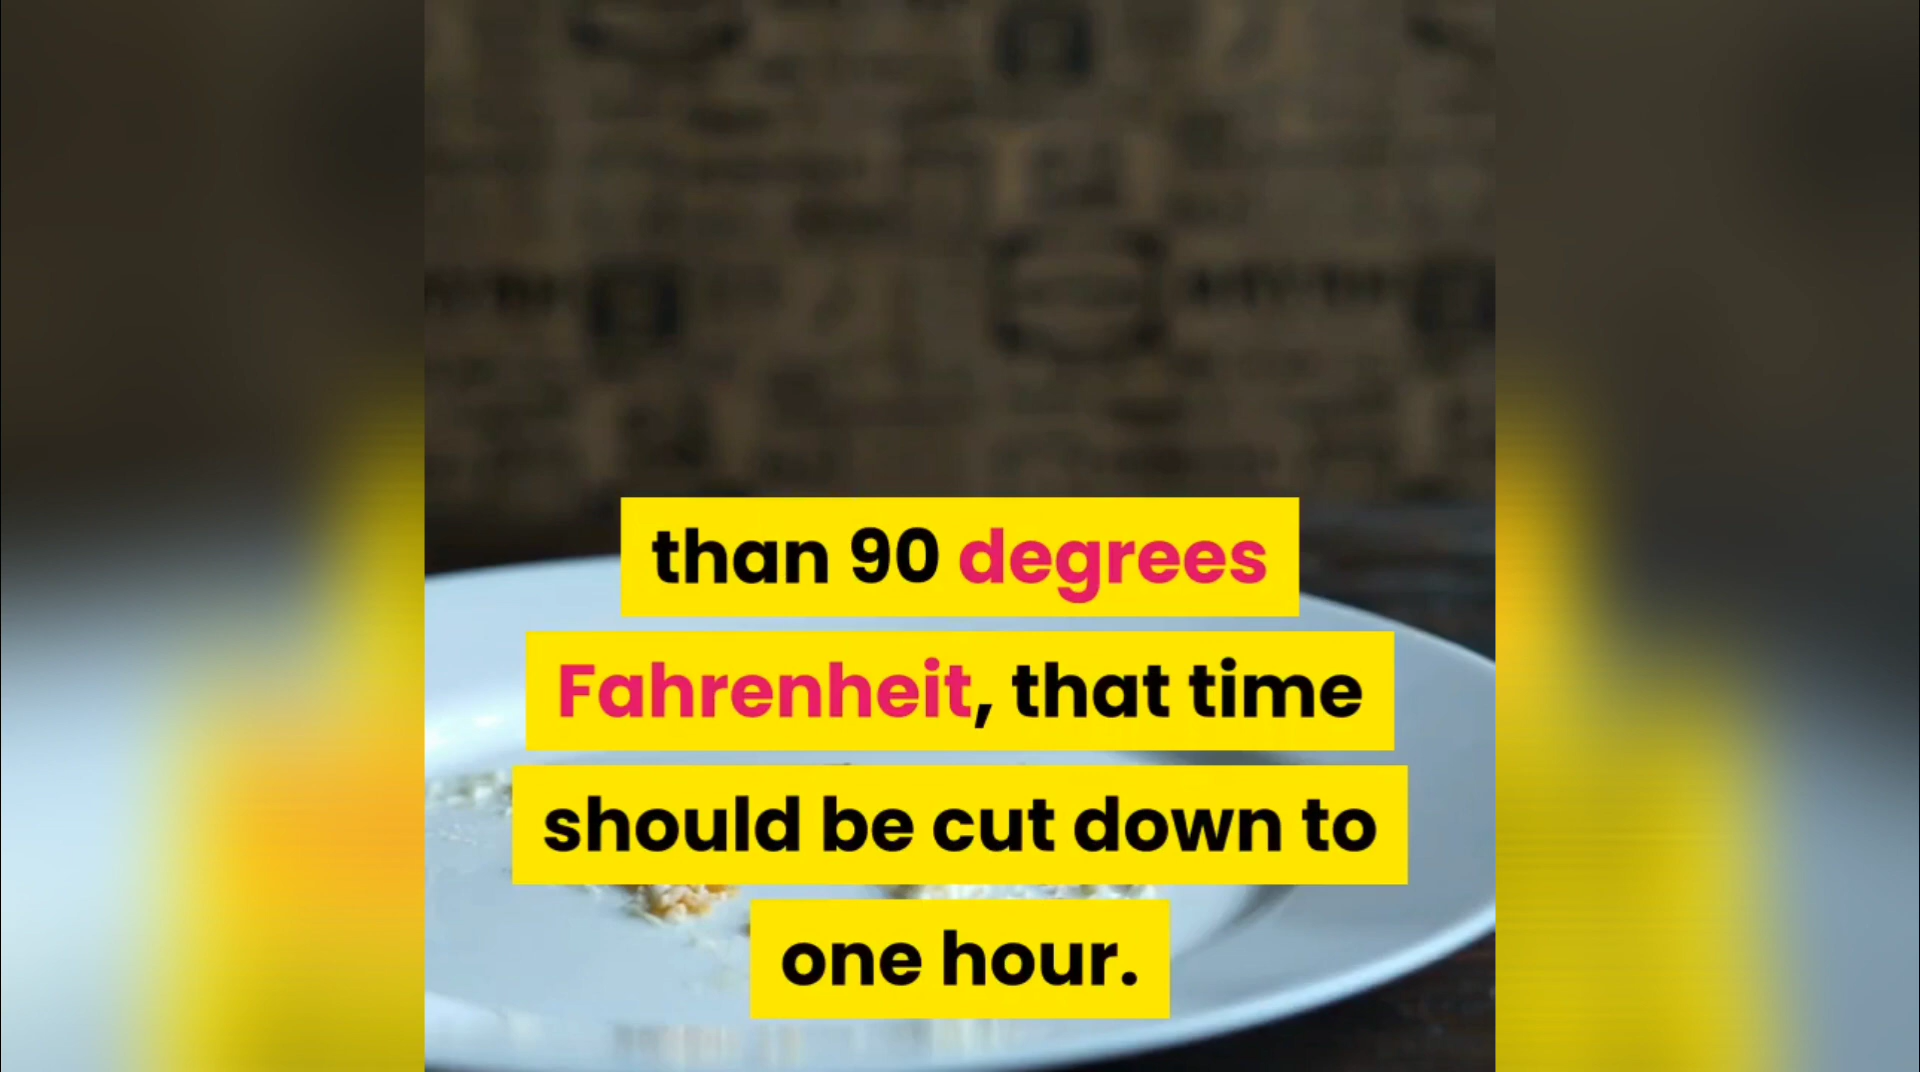 than 90 degrees
Fahrenheit, that time
should be cut down to
one hour.